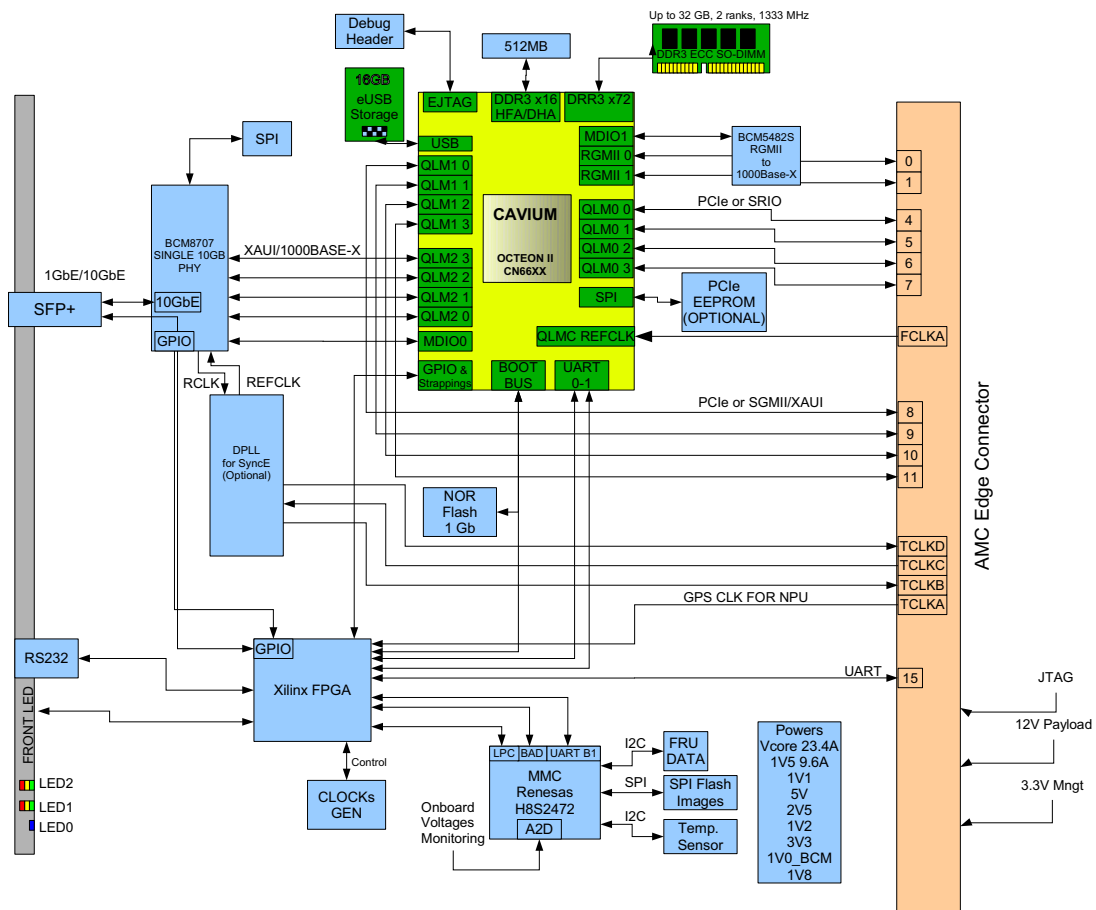 Up to 32 GB, 2 ranks, 1333 MHz
Debug
Header
512MB
DDR3 ECC SO-DIMM
16GB
eUSB
Storage
EJTAG
DDR3 x16
HFA/DHA
DRR3 x72
SPI
USB
QLM1 0
QLM1 1
QLM1 2
QLM1 3
QLM2 3
QLM2 2
QLM2 1
QLM2 0
MDIO0
GPIO &
Strappings
BOOT
BUS
UART
0-1
MDIO1
RGMII 0
RGMII 1
QLM0 0
QLM0 1
QLM0 2
QLM0 3
SPI
QLMC REFCLK
CAVIUM
OCTEON II
CN66XX
BCM5482S
RGMII
to
1000Base-X
PCIe or SRIO
PCIe
EEPROM
(OPTIONAL)
BCM8707
SINGLE 10GB
PHY
10GbE
GPIO
XAUI/1000BASE-X
1GbE/10GbE
SFP+
RCLK
REFCLK
DPLL
for SyncE
(Optional)
NOR
Flash
1 Gb
PCIe or SGMII/XAUI
0
1
4
5
6
7
FCLKA
8
9
10
11
TCLKD
TCLKC
TCLKB
TCLKA
15
AMC Edge Connector
GPS CLK FOR NPU
UART
RS232
GPIO
Xilinx FPGA
FRONT LED
LED2
LED1
LED0
Control
CLOCKs
GEN
LPC
BAD
UART B1
MMC
Renesas
H8S2472
A2D
Onboard
Voltages
Monitoring
I2C
FRU
DATA
SPI
SPI Flash
Images
I2C
Temp.
Sensor
Powers
Vcore 23.4A
1V5 9.6A
1V1
5V
2V5
1V2
3V3
1V0_BCM
1V8
JTAG
12V Payload
3.3V Mngt